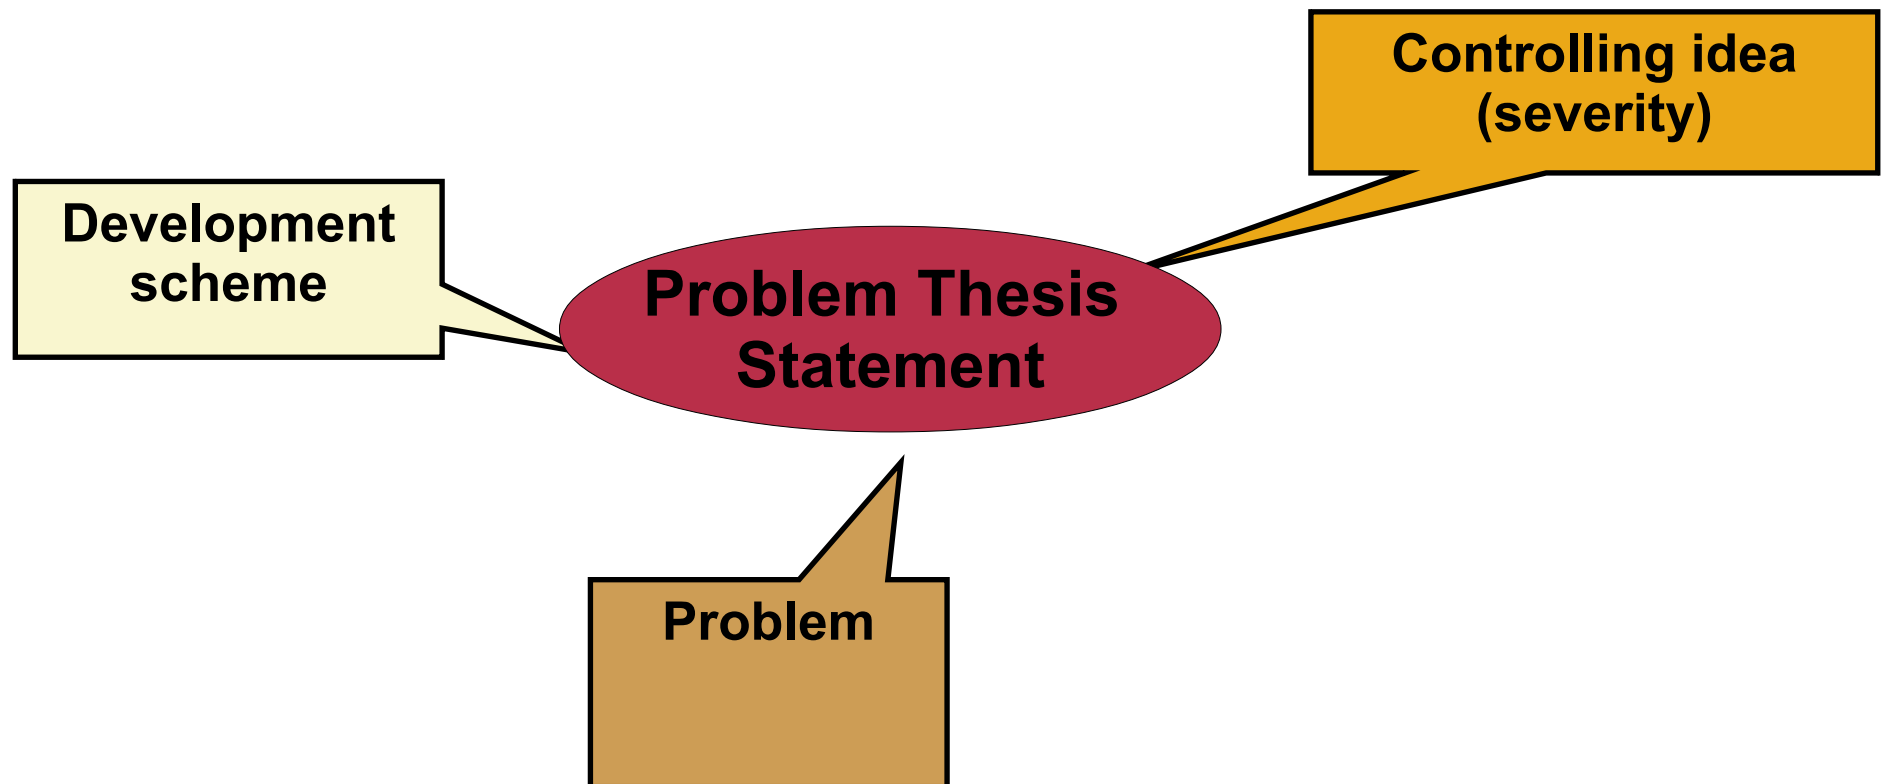 Controlling idea
(severity)
Development
scheme
Problem Thesis
Statement
Problem